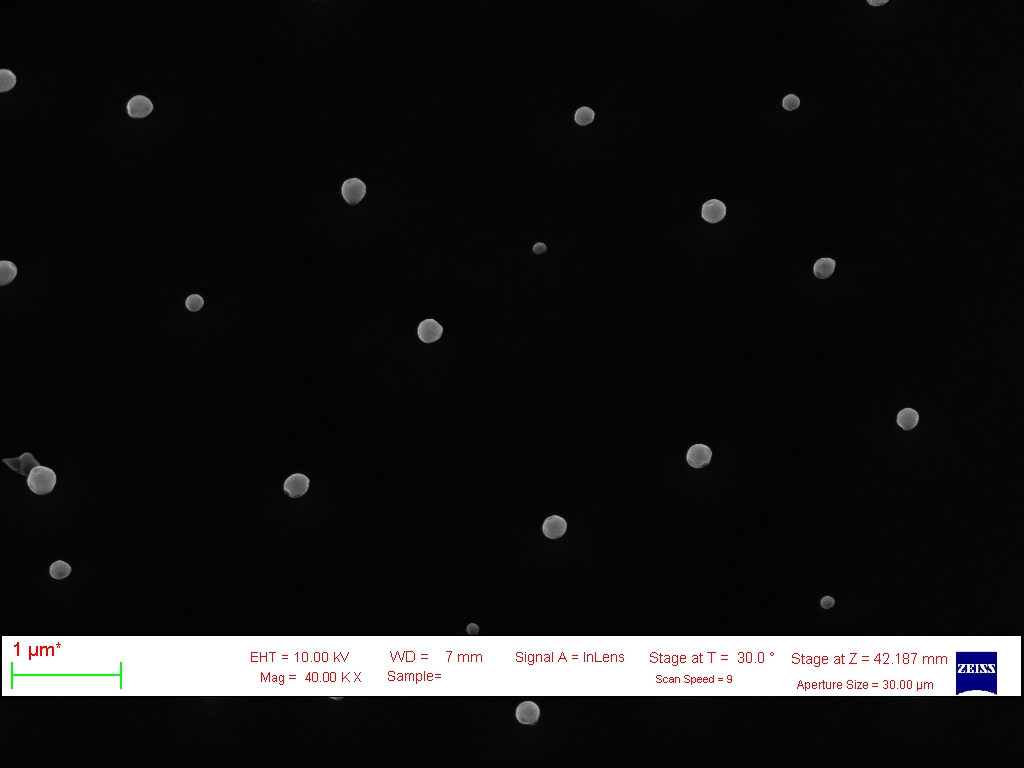 1 µm*
EHT = 10.00 kV WD = 7 mm Signal A = InLens Stage at T = 30.0 ° Stage at Z = 42.187 mm
Mag = 40.00 K X Sample= Scan Speed = 9 Aperture Size = 30.00 µm
ZEISS